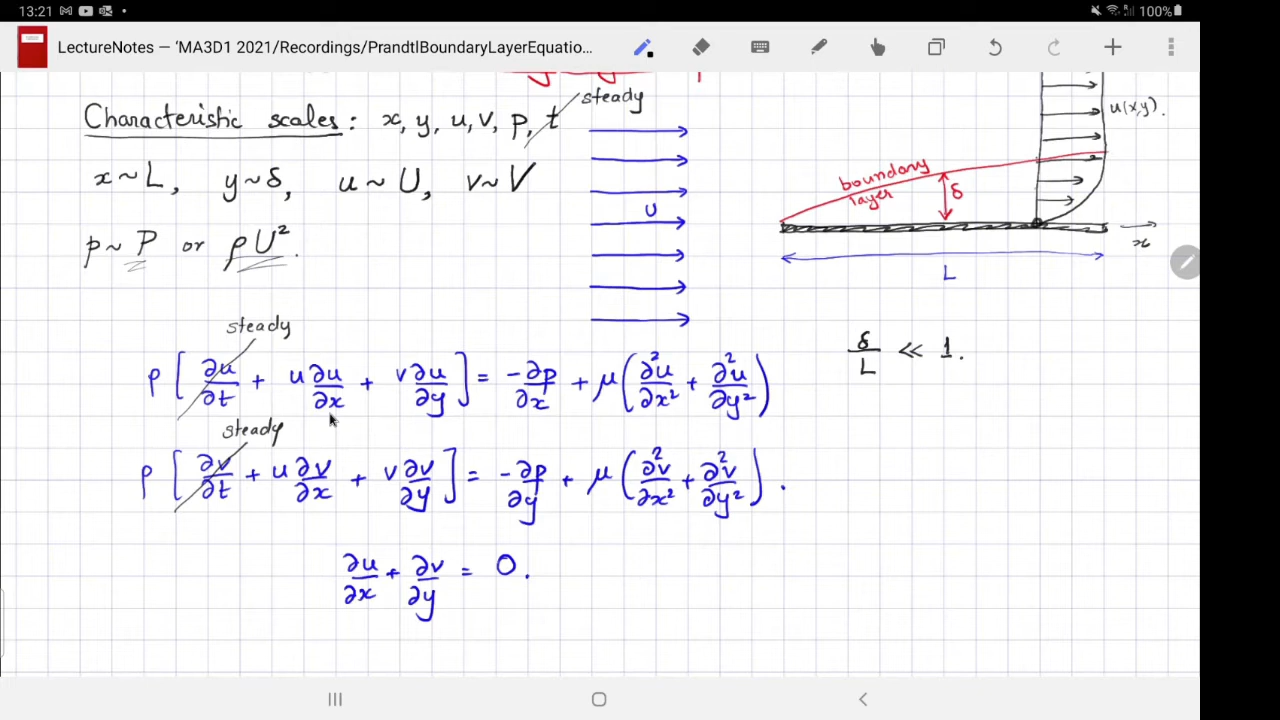 13:21 100%
LectureNotes — ‘MA3D1 2021/Recordings/PrandtlBoundaryLayerEquatio...
steady
Characteristic scales: x, y, u, v, p, t
u(x,y).
x ~ L, y ~ δ, u ~ U, v ~ V
boundary
layer
δ
U
p ~ P or ρU².
x
L
steady
δ/L ≪ 1.
ρ [ ∂u/∂t + u ∂u/∂x + v ∂u/∂y ] = -∂p/∂x + μ ( ∂²u/∂x² + ∂²u/∂y² )
steady
ρ [ ∂v/∂t + u ∂v/∂x + v ∂v/∂y ] = -∂p/∂y + μ ( ∂²v/∂x² + ∂²v/∂y² ) .
∂u/∂x + ∂v/∂y = 0.